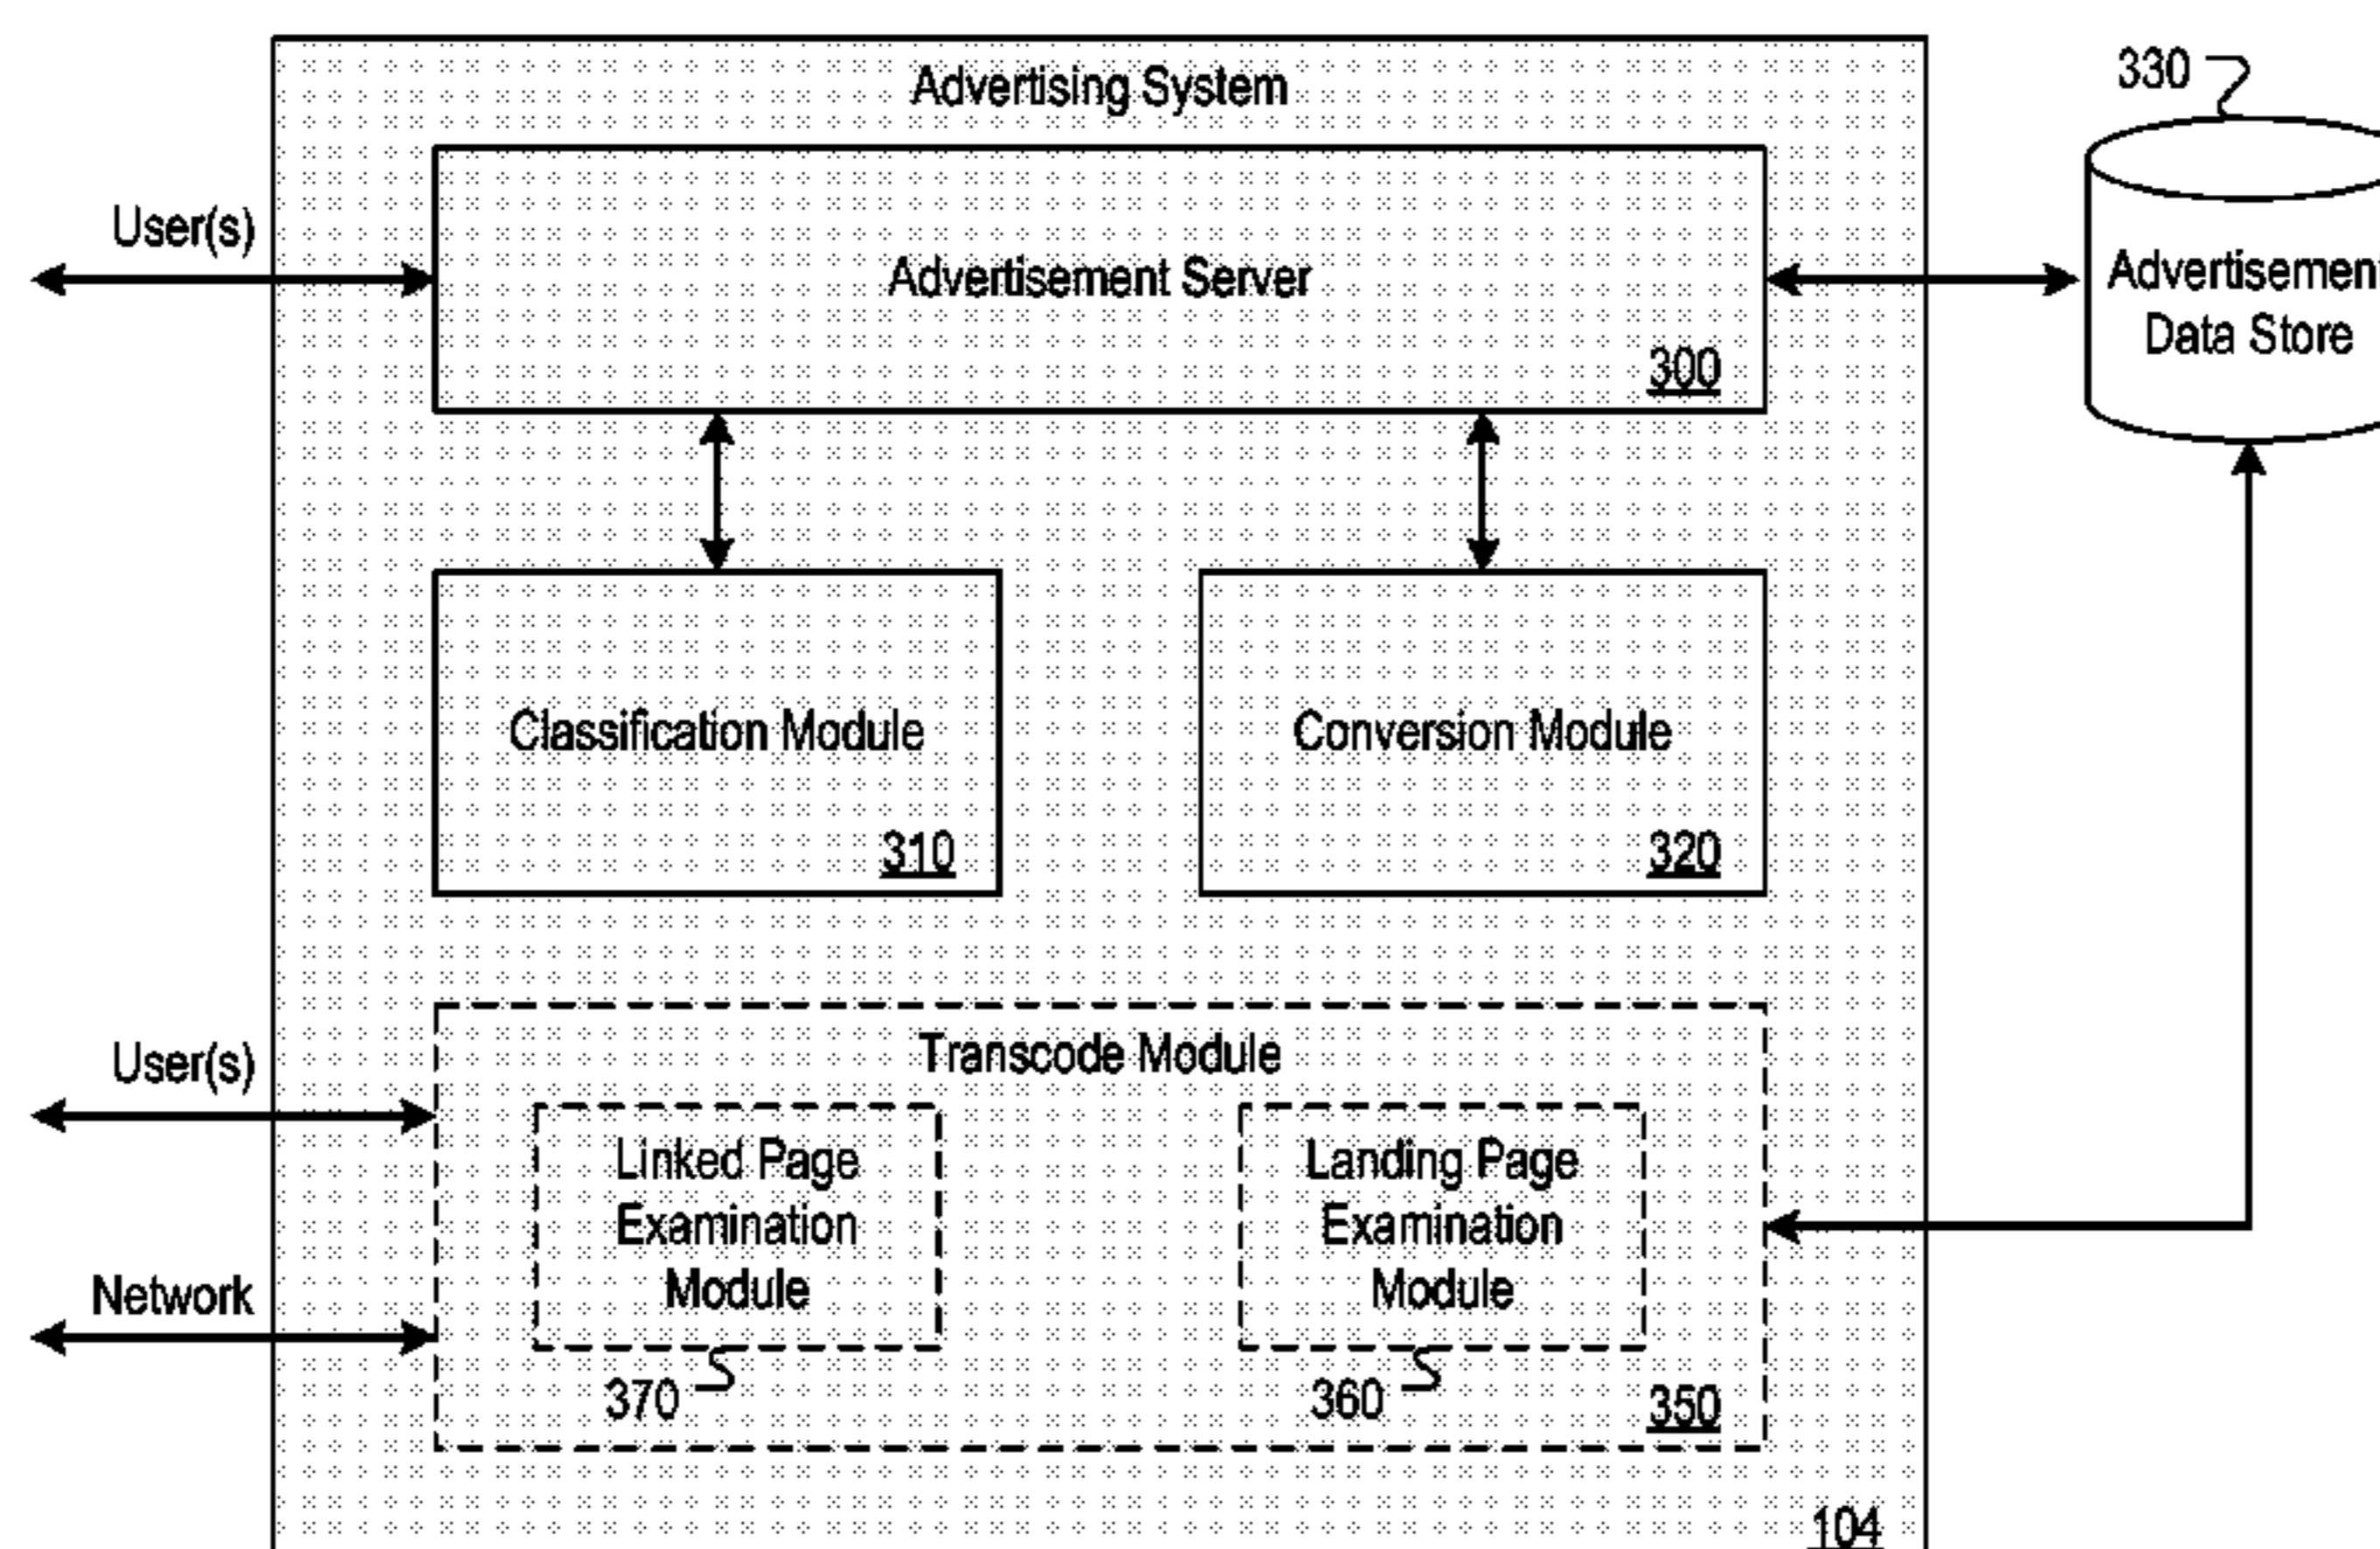 Advertising System
330
User(s)
Advertisement Server
300
Advertisement
Data Store
Classification Module
310
Conversion Module
320
User(s)
Network
Transcode Module
Linked Page
Examination
Module
370
Landing Page
Examination
Module
360
350
104